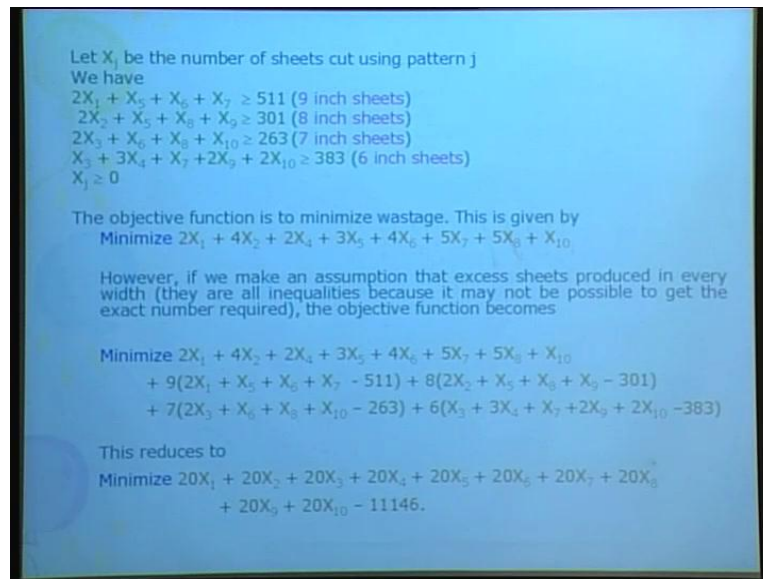 Let Xⱼ be the number of sheets cut using pattern j
We have
2X₁ + X₅ + X₆ + X₇ ≥ 511 (9 inch sheets)
2X₂ + X₅ + X₈ + X₉ ≥ 301 (8 inch sheets)
2X₃ + X₆ + X₈ + X₁₀ ≥ 263 (7 inch sheets)
X₃ + 3X₄ + X₇ +2X₉ + 2X₁₀ ≥ 383 (6 inch sheets)
Xⱼ ≥ 0
The objective function is to minimize wastage. This is given by
Minimize 2X₁ + 4X₂ + 2X₄ + 3X₅ + 4X₆ + 5X₇ + 5X₈ + X₁₀
However, if we make an assumption that excess sheets produced in every
width (they are all inequalities because it may not be possible to get the
exact number required), the objective function becomes
Minimize 2X₁ + 4X₂ + 2X₄ + 3X₅ + 4X₆ + 5X₇ + 5X₈ + X₁₀
+ 9(2X₁ + X₅ + X₆ + X₇ - 511) + 8(2X₂ + X₅ + X₈ + X₉ – 301)
+ 7(2X₃ + X₆ + X₈ + X₁₀ – 263) + 6(X₃ + 3X₄ + X₇ +2X₉ + 2X₁₀ –383)
This reduces to
Minimize 20X₁ + 20X₂ + 20X₃ + 20X₄ + 20X₅ + 20X₆ + 20X₇ + 20X₈
+ 20X₉ + 20X₁₀ – 11146.